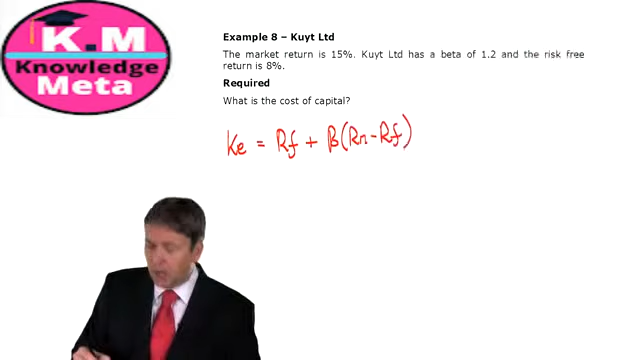 K.M
Knowledge
Meta
Example 8 – Kuyt Ltd
The market return is 15%. Kuyt Ltd has a beta of 1.2 and the risk free
return is 8%.
Required
What is the cost of capital?
Ke = Rf + B(Rm - Rf)